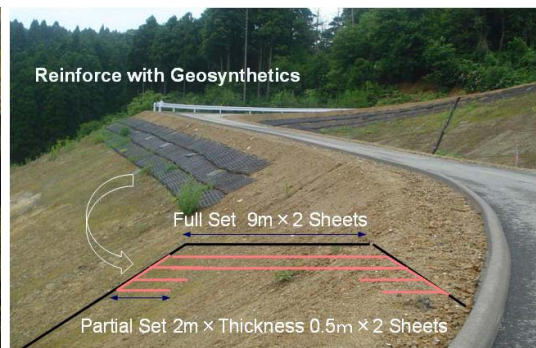 Reinforce with Geosynthetics
Full Set 9m × 2 Sheets
Partial Set 2m × Thickness 0.5m × 2 Sheets